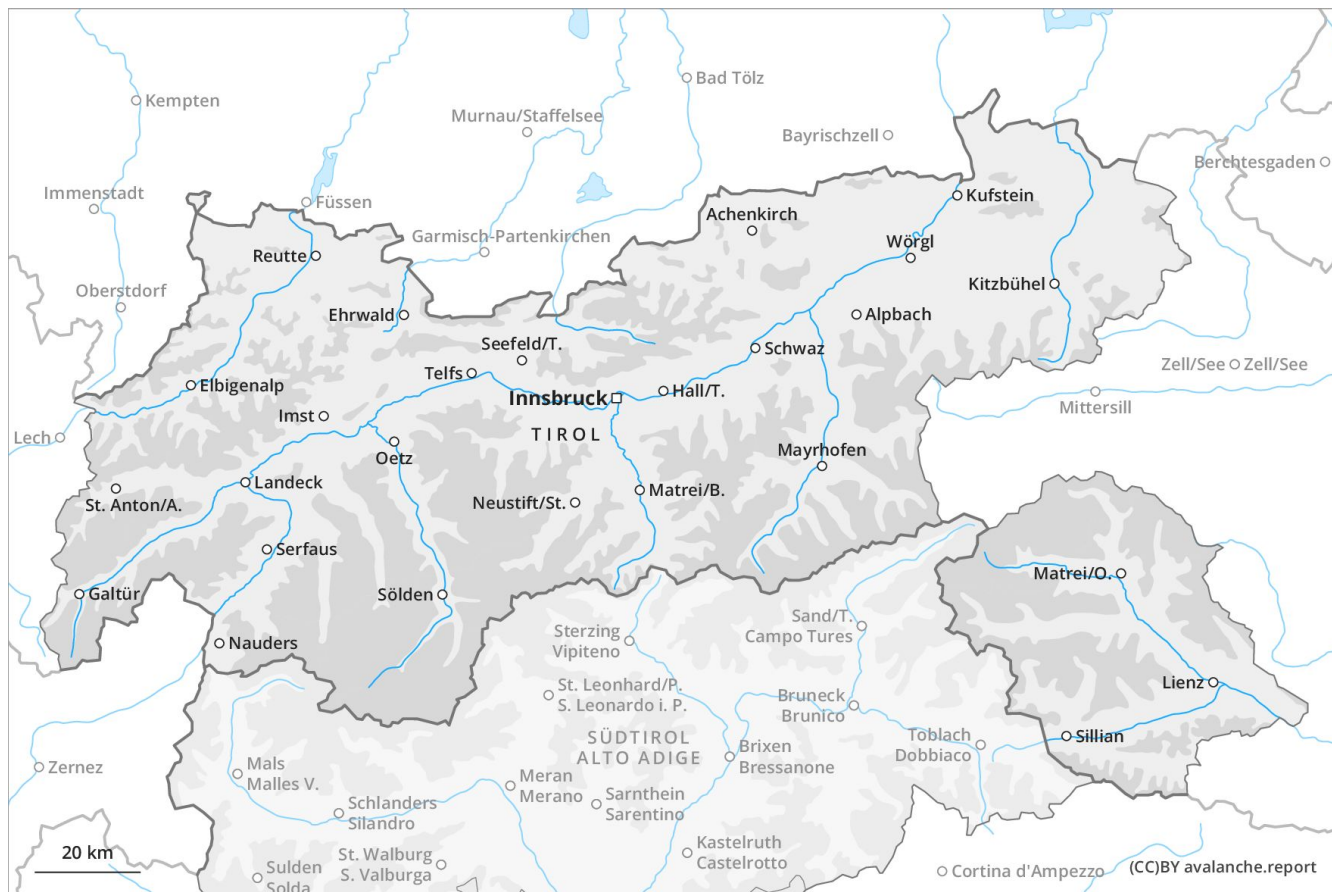 Bad Tölz
Kempten
Murnau/Staffelsee
Bayrischzell
Berchtesgaden
Immenstadt
Füssen
Kufstein
Achenkirch
Garmisch-Partenkirchen
Wörgl
Reutte
Kitzbühel
Oberstdorf
Ehrwald
Alpbach
Seefeld/T.
Schwaz
Zell/See
Zell/See
Telfs
Elbigenalp
Innsbruck
Hall/T.
Mittersill
Imst
TIROL
Lech
Oetz
Mayrhofen
Landeck
Matrei/B.
St. Anton/A.
Neustift/St.
Serfaus
Matrei/O.
Galtür
Sölden
Sand/T.
Campo Tures
Sterzing
Vipiteno
Nauders
Lienz
St. Leonhard/P.
S. Leonardo i. P.
Bruneck
Brunico
SÜDTIROL
ALTO ADIGE
Sillian
Toblach
Dobbiaco
Brixen
Bressanone
Zernez
Mals
Malles V.
Meran
Merano
Sarnthein
Sarentino
Schlanders
Silandro
Kastelruth
Castelrotto
20 km
St. Walburg
S. Valburga
Sulden
Solda
Cortina d'Ampezzo
(CC)BY avalanche.report